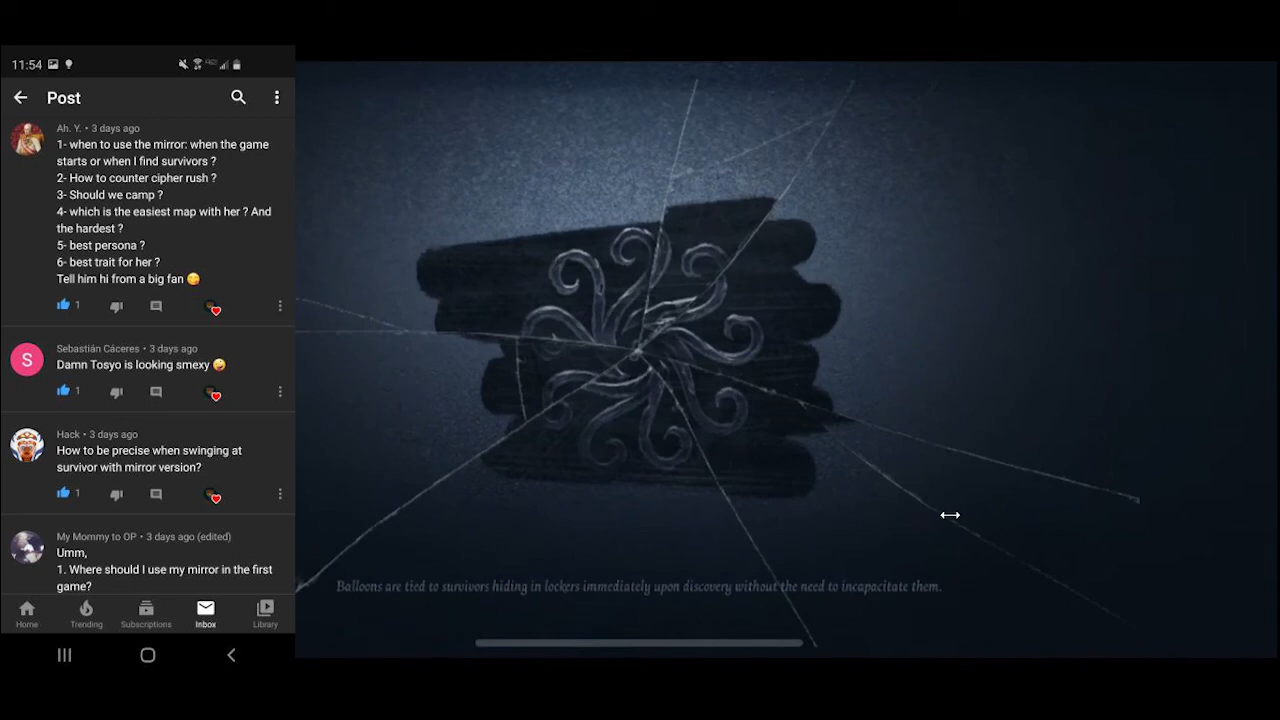 11:54
Post
Ah. Y. • 3 days ago
1- when to use the mirror: when the game
starts or when I find survivors ?
2- How to counter cipher rush ?
3- Should we camp ?
4- which is the easiest map with her ? And
the hardest ?
5- best persona ?
6- best trait for her ?
Tell him hi from a big fan 😋
1
S
Sebastián Cáceres • 3 days ago
Damn Tosyo is looking smexy 🤪
1
Hack • 3 days ago
How to be precise when swinging at
survivor with mirror version?
1
My Mommy to OP • 3 days ago (edited)
Umm,
1. Where should I use my mirror in the first
game?
Home Trending Subscriptions Inbox Library
Balloons are tied to survivors hiding in lockers immediately upon discovery without the need to incapacitate them.